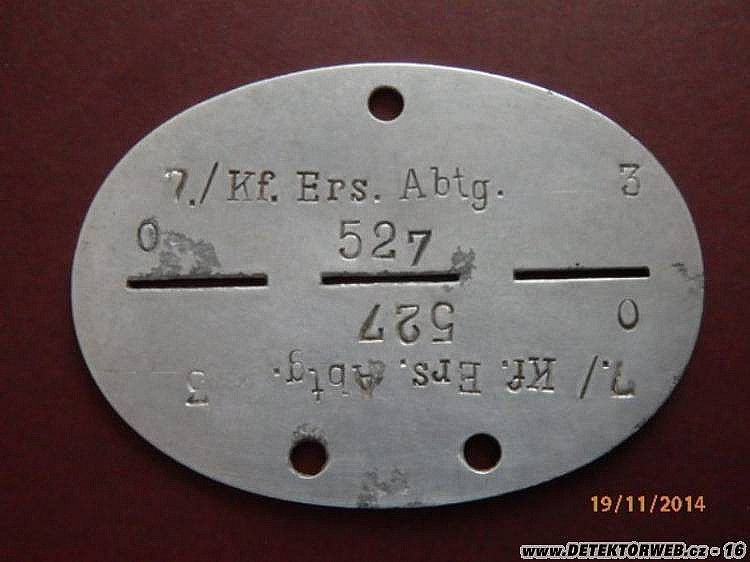 7./Kf. Ers. Abtg. 3
0 527
527 0
7./Kf. Ers. Abtg. 3
19/11/2014
www.DETEKTORWEB.cz - 16